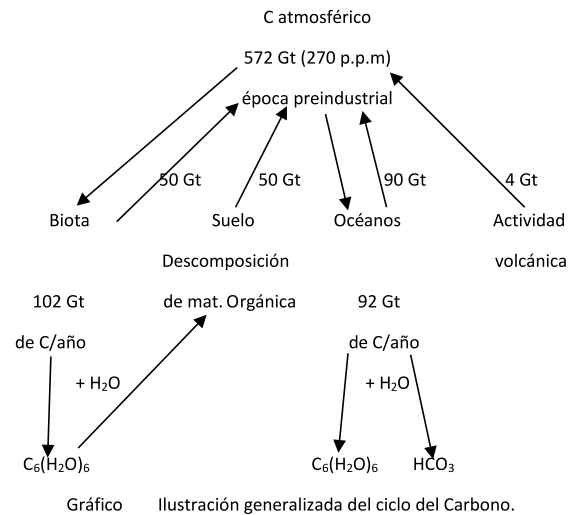 C atmosférico
572 Gt (270 p.p.m)
época preindustrial
50 Gt 50 Gt 90 Gt 4 Gt
Biota Suelo Océanos Actividad
Descomposición volcánica
102 Gt de mat. Orgánica 92 Gt
de C/año de C/año
+ H₂O + H₂O
C₆(H₂O)₆ C₆(H₂O)₆ HCO₃
Gráfico Ilustración generalizada del ciclo del Carbono.